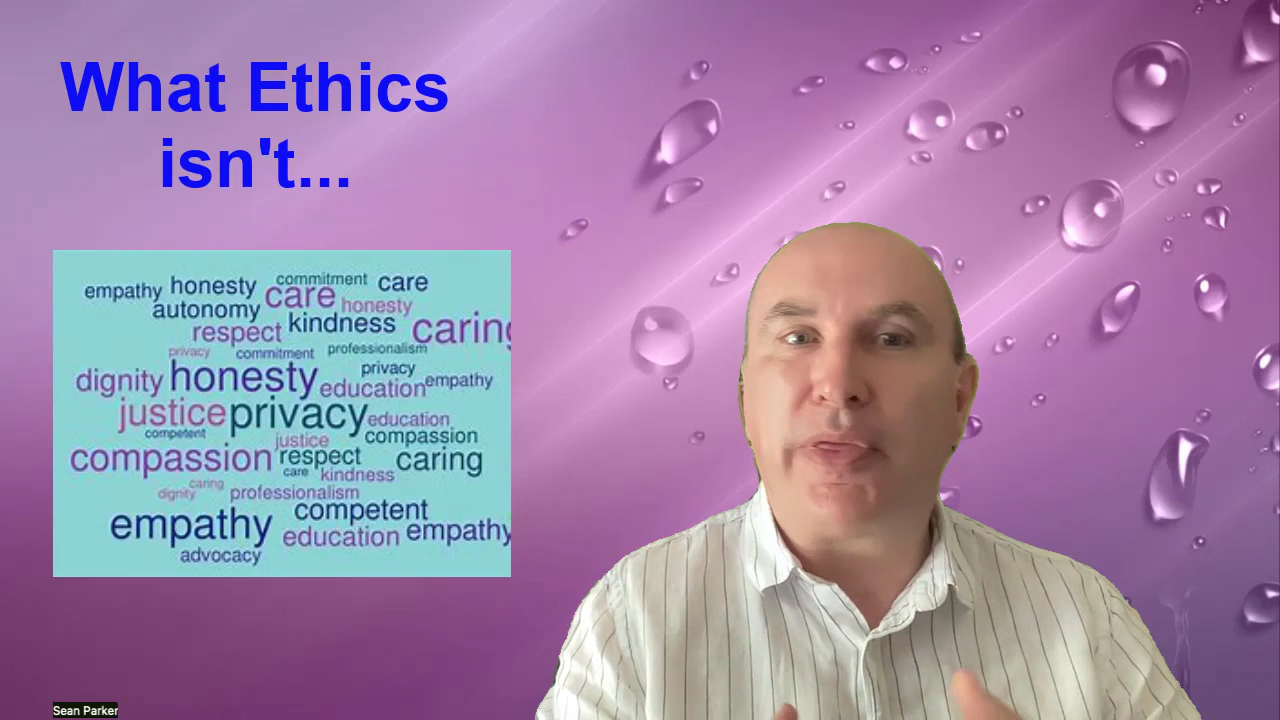 What Ethics
isn't...
empathy honesty commitment care
autonomy care honesty
respect kindness caring
privacy commitment professionalism
dignity honesty education privacy empathy
justice privacy education
competent justice compassion
compassion respect caring
care kindness
caring
dignity professionalism
empathy competent
education empathy
advocacy
Sean Parker